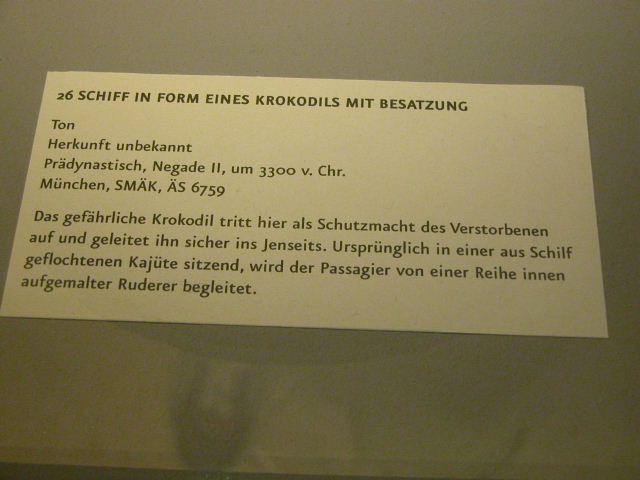 26 SCHIFF IN FORM EINES KROKODILS MIT BESATZUNG
Ton
Herkunft unbekannt
Prädynastisch, Negade II, um 3300 v. Chr.
München, SMÄK, ÄS 6759
Das gefährliche Krokodil tritt hier als Schutzmacht des Verstorbenen
auf und geleitet ihn sicher ins Jenseits. Ursprünglich in einer aus Schilf
geflochtenen Kajüte sitzend, wird der Passagier von einer Reihe innen
aufgemalter Ruderer begleitet.